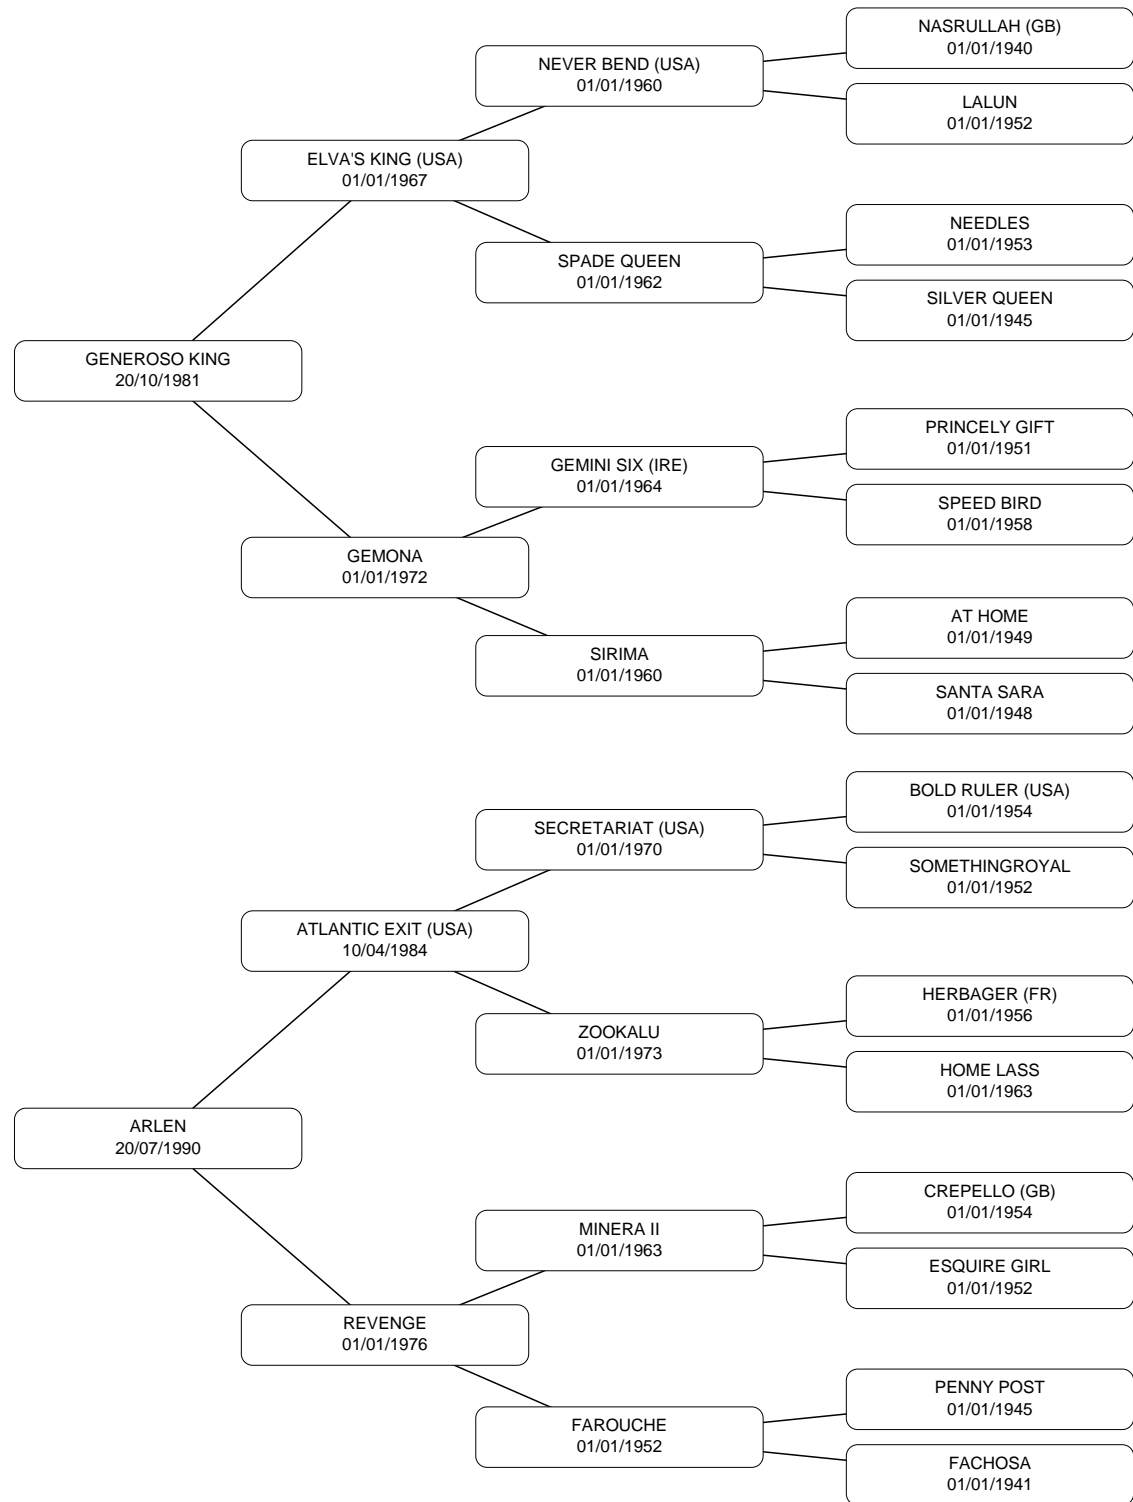 NASRULLAH (GB)
01/01/1940
NEVER BEND (USA)
01/01/1960
LALUN
01/01/1952
ELVA'S KING (USA)
01/01/1967
NEEDLES
01/01/1953
SPADE QUEEN
01/01/1962
SILVER QUEEN
01/01/1945
GENEROSO KING
20/10/1981
PRINCELY GIFT
01/01/1951
GEMINI SIX (IRE)
01/01/1964
SPEED BIRD
01/01/1958
GEMONA
01/01/1972
AT HOME
01/01/1949
SIRIMA
01/01/1960
SANTA SARA
01/01/1948
BOLD RULER (USA)
01/01/1954
SECRETARIAT (USA)
01/01/1970
SOMETHINGROYAL
01/01/1952
ATLANTIC EXIT (USA)
10/04/1984
HERBAGER (FR)
01/01/1956
ZOOKALU
01/01/1973
HOME LASS
01/01/1963
ARLEN
20/07/1990
CREPELLO (GB)
01/01/1954
MINERA II
01/01/1963
ESQUIRE GIRL
01/01/1952
REVENGE
01/01/1976
PENNY POST
01/01/1945
FAROUCHE
01/01/1952
FACHOSA
01/01/1941